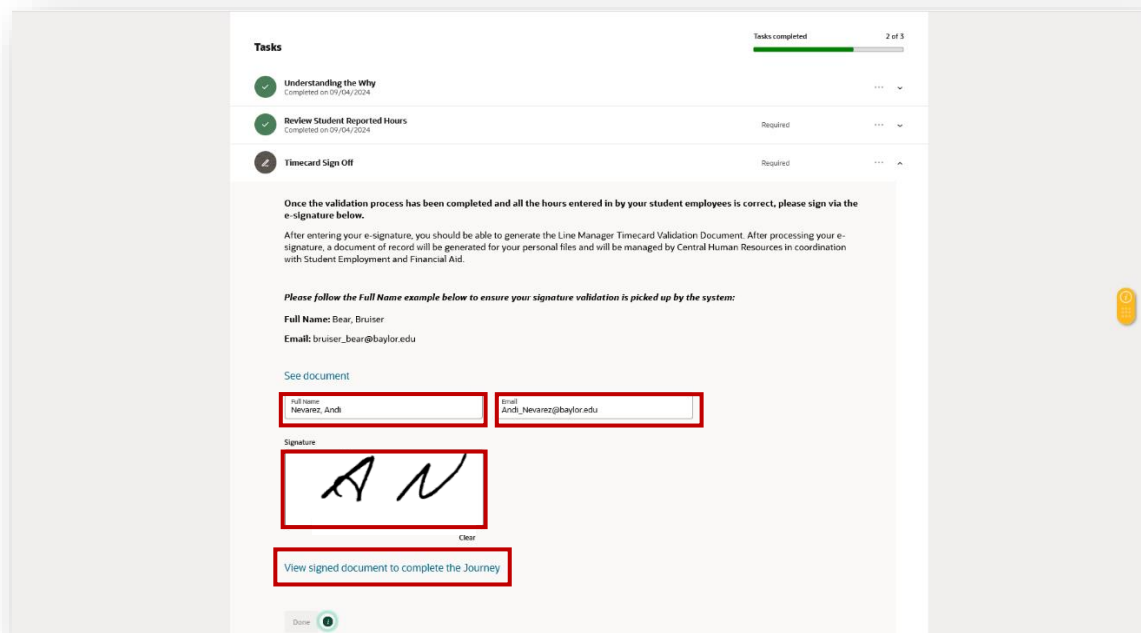 Tasks
Tasks completed 2 of 3
Understanding the Why
Completed on 09/04/2024
Review Student Reported Hours
Completed on 09/04/2024
Required
Timecard Sign Off
Required
Once the validation process has been completed and all the hours entered in by your student employees is correct, please sign via the
e-signature below.
After entering your e-signature, you should be able to generate the Line Manager Timecard Validation Document. After processing your e-
signature, a document of record will be generated for your personal files and will be managed by Central Human Resources in coordination
with Student Employment and Financial Aid.
Please follow the Full Name example below to ensure your signature validation is picked up by the system:
Full Name: Bear, Bruiser
Email: bruiser_bear@baylor.edu
See document
Full Name
Nevarez, Andi
Email
Andi_Nevarez@baylor.edu
Signature
A N
Clear
View signed document to complete the Journey
Done